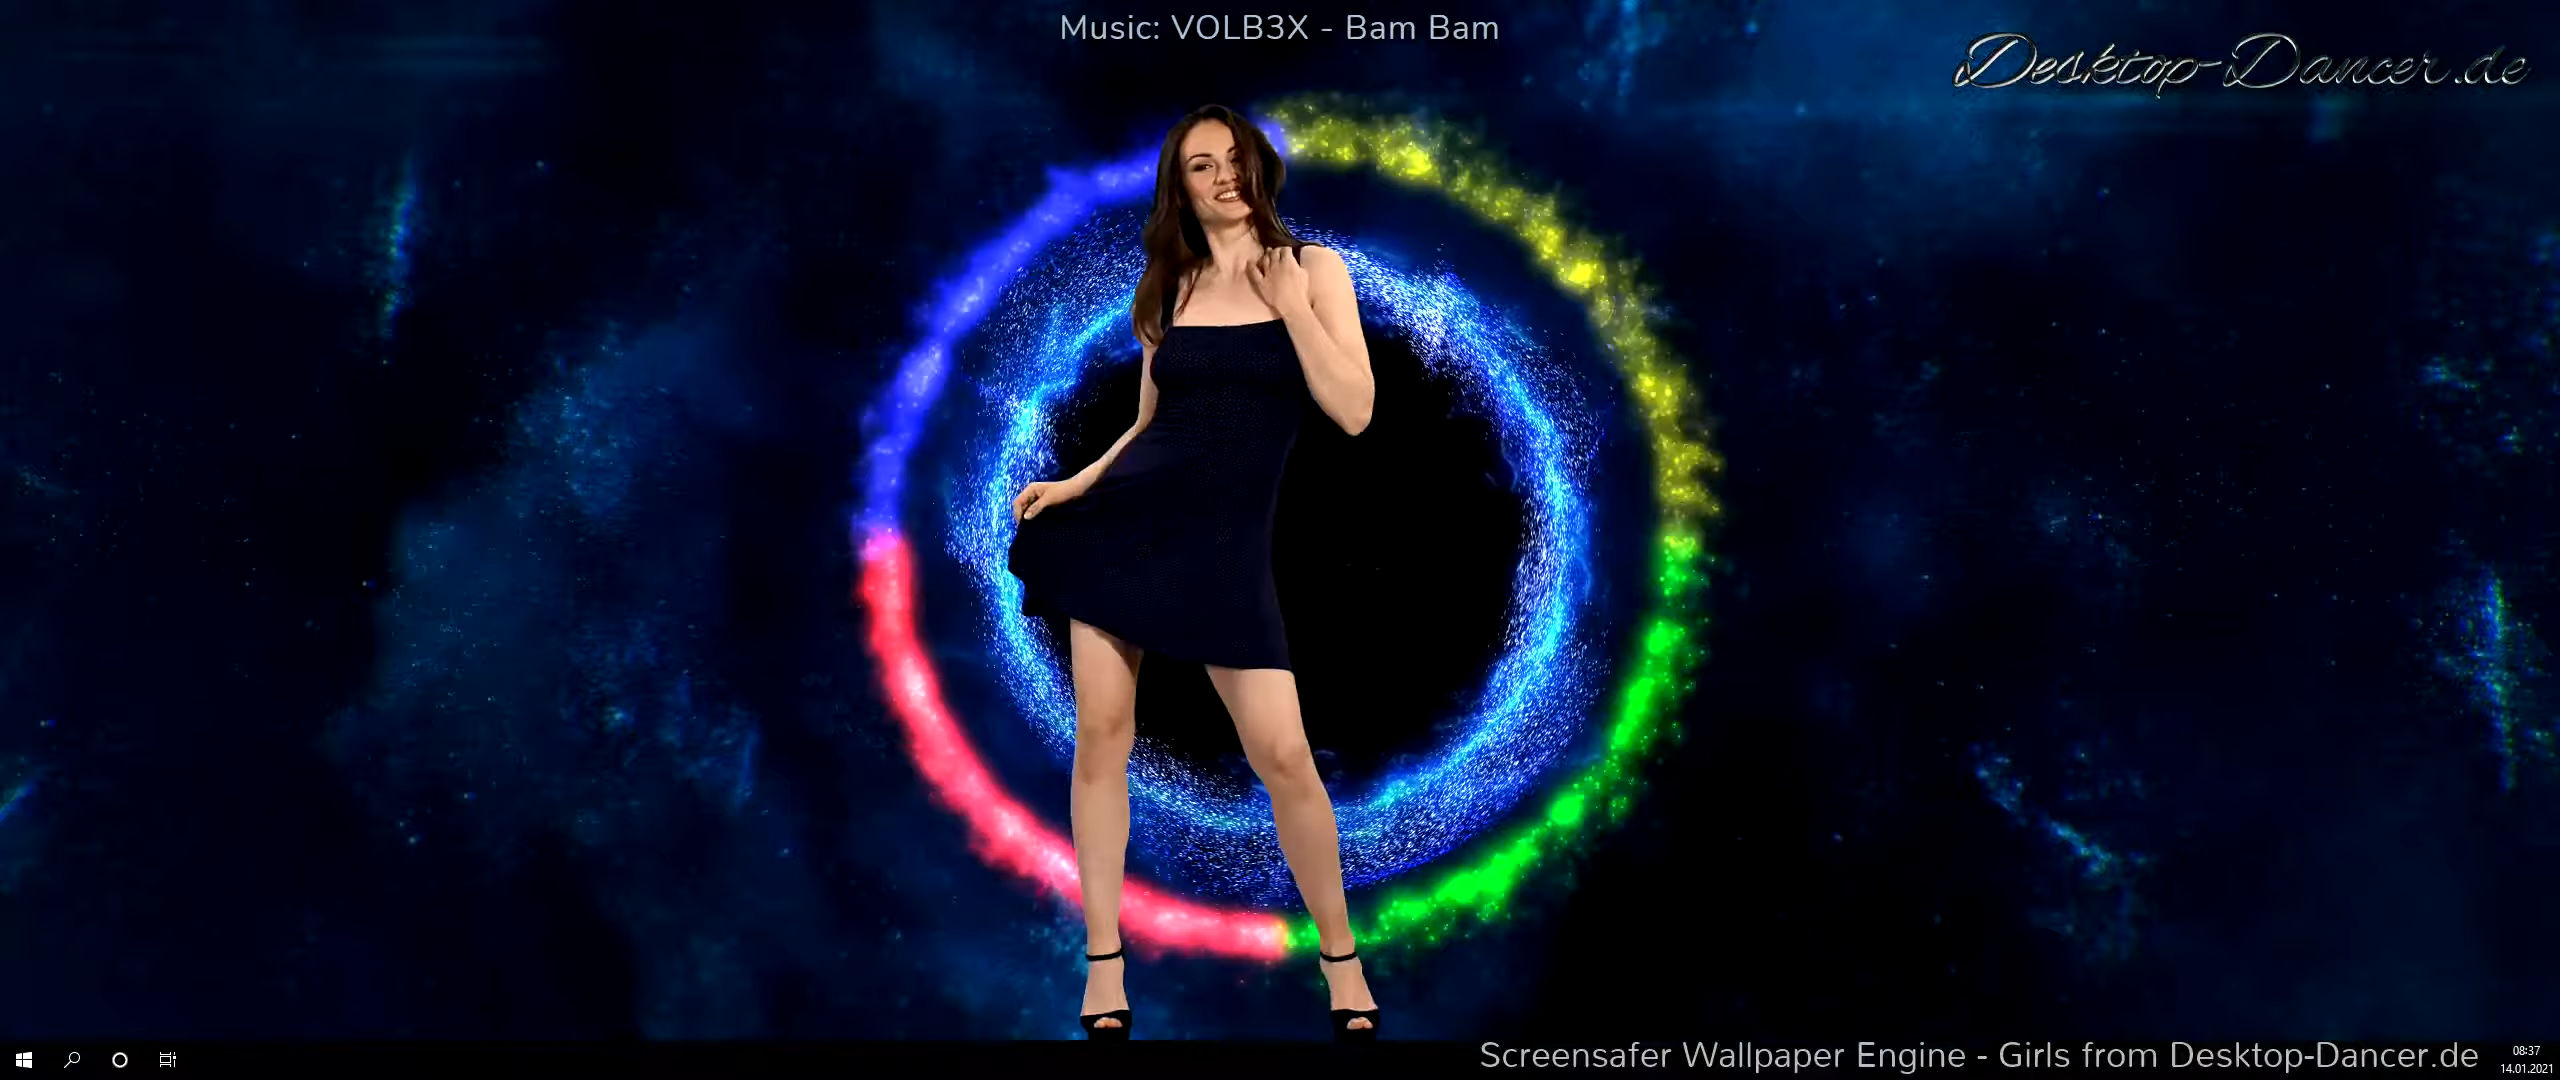 Music: VOLB3X - Bam Bam
Desktop-Dancer.de
Screensafer Wallpaper Engine - Girls from Desktop-Dancer.de
08:37
14.01.2021